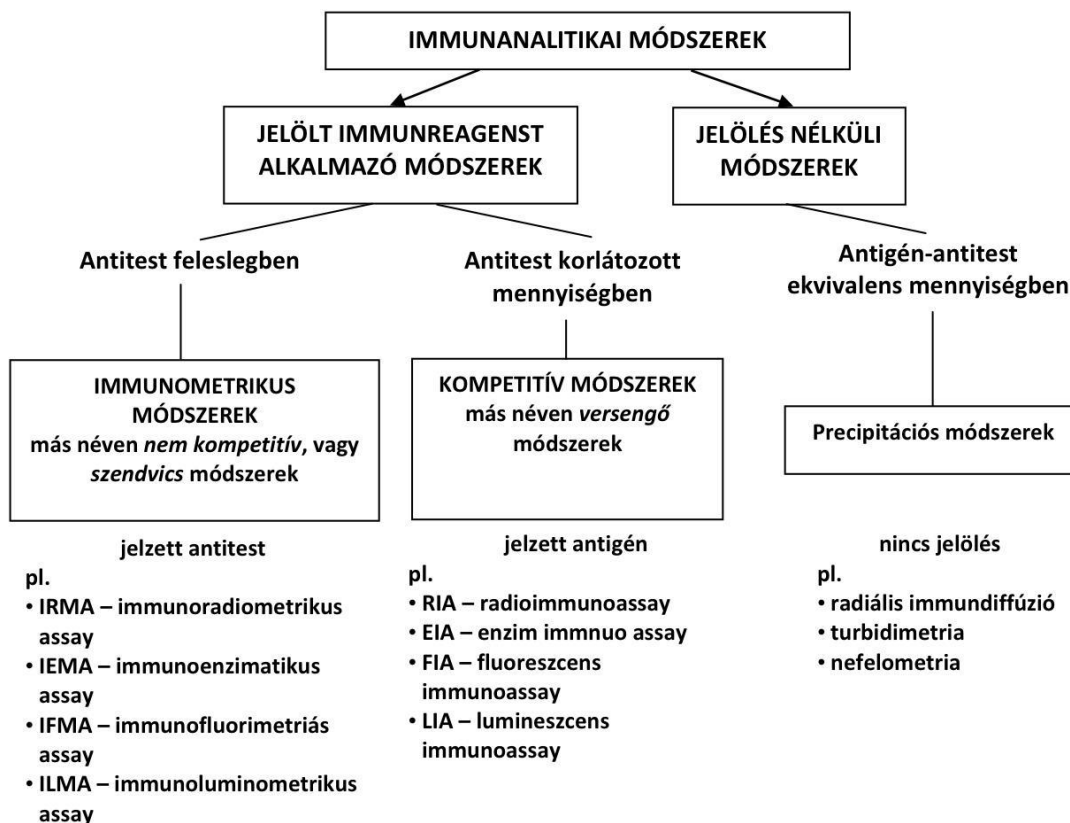 IMMUNANALITIKAI MÓDSZEREK
JELÖLT IMMUNREAGENST
ALKALMAZÓ MÓDSZEREK
JELÖLÉS NÉLKÜLI
MÓDSZEREK
Antitest feleslegben
Antitest korlátozott
mennyiségben
Antigén-antitest
ekvivalens mennyiségben
IMMUNOMETRIKUS
MÓDSZEREK
más néven nem kompetitív, vagy
szendvics módszerek
KOMPETITÍV MÓDSZEREK
más néven versengő
módszerek
Precipitációs módszerek
jelzett antitest
pl.
• IRMA – immunoradiometrikus
assay
• IEMA – immunoenzimatikus
assay
• IFMA – immunofluorimetriás
assay
• ILMA – immunoluminometrikus
assay
jelzett antigén
pl.
• RIA – radioimmunoassay
• EIA – enzim immnuo assay
• FIA – fluoreszcens
immunoassay
• LIA – lumineszcens
immunoassay
nincs jelölés
pl.
• radiális immundiffúzió
• turbidimetria
• nefelometria